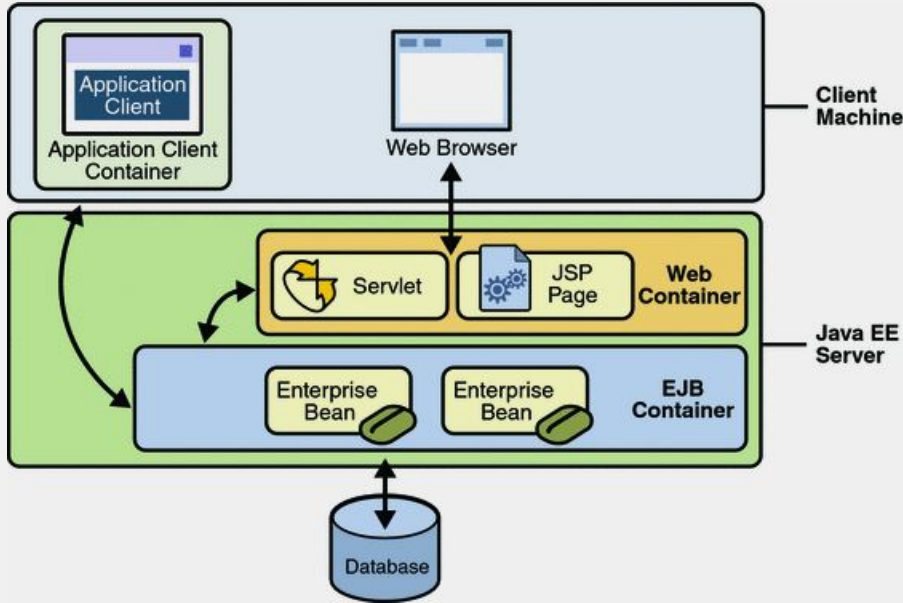 Application
Client
Application Client
Container
Web Browser
Client
Machine
Servlet
JSP
Page
Web
Container
Java EE
Server
Enterprise
Bean
Enterprise
Bean
EJB
Container
Database